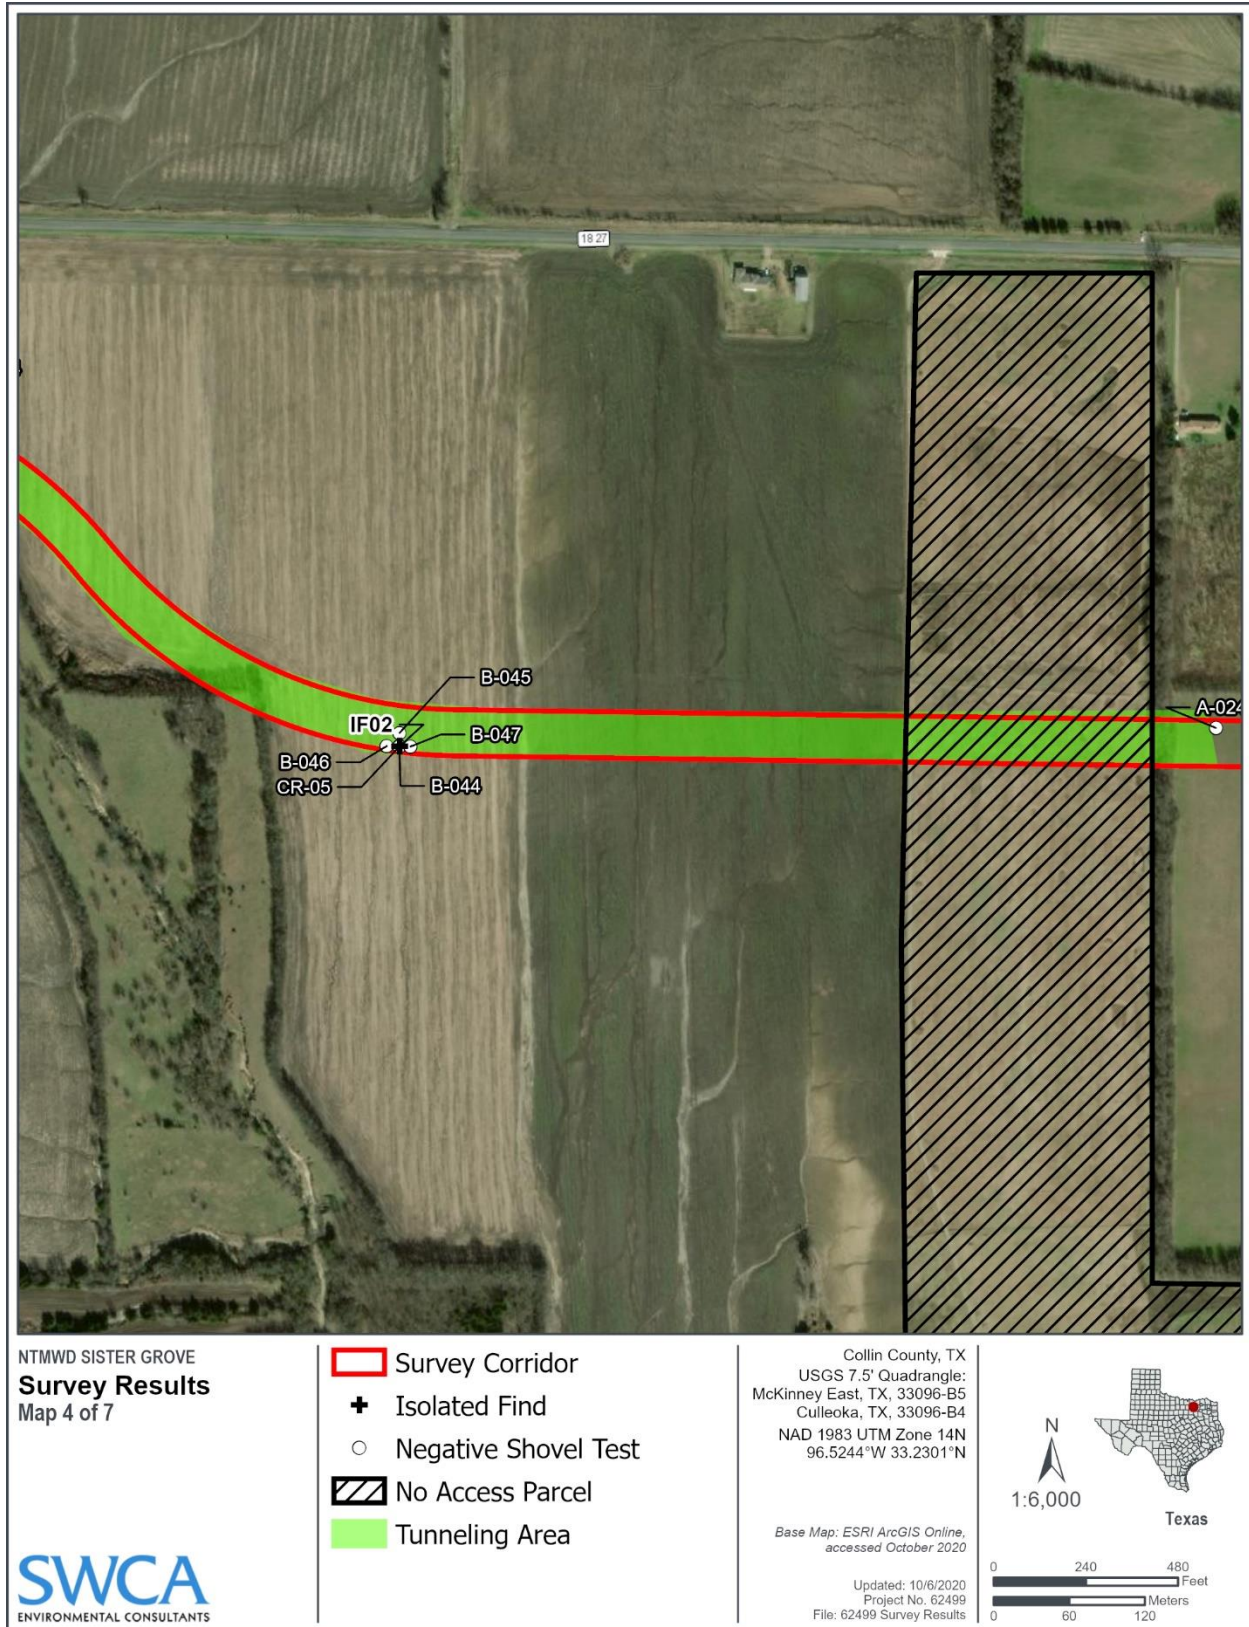 18 27
B-045
IF02
B-047
B-046
CR-05
B-044
A-024
NTMWD SISTER GROVE
Survey Results
Map 4 of 7
SWCA
ENVIRONMENTAL CONSULTANTS
Survey Corridor
Isolated Find
Negative Shovel Test
No Access Parcel
Tunneling Area
Collin County, TX
USGS 7.5' Quadrangle:
McKinney East, TX, 33096-B5
Culleoka, TX, 33096-B4
NAD 1983 UTM Zone 14N
96.5244°W 33.2301°N
Base Map: ESRI ArcGIS Online,
accessed October 2020
Updated: 10/6/2020
Project No. 62499
File: 62499 Survey Results
N
1:6,000
Texas
0 240 480
Feet
Meters
0 60 120